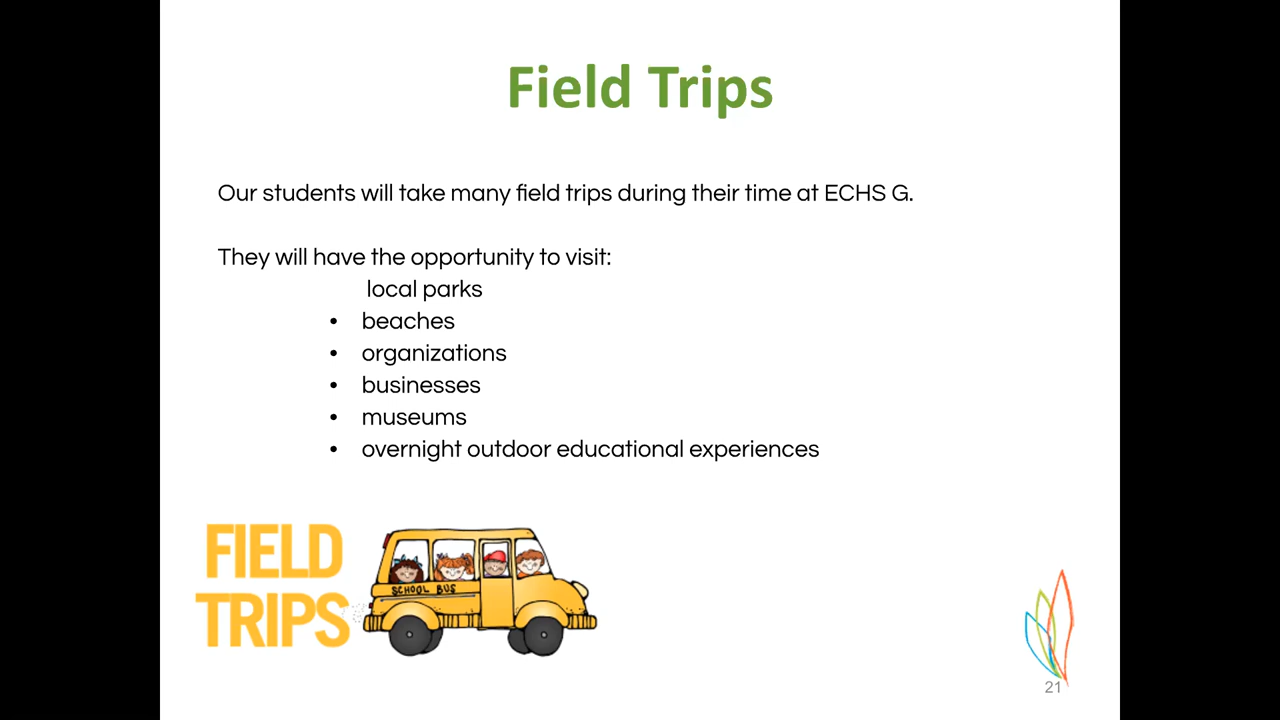 Field Trips
Our students will take many field trips during their time at ECHS G.
They will have the opportunity to visit:
local parks
• beaches
• organizations
• businesses
• museums
• overnight outdoor educational experiences
FIELD
TRIPS
SCHOOL BUS
21